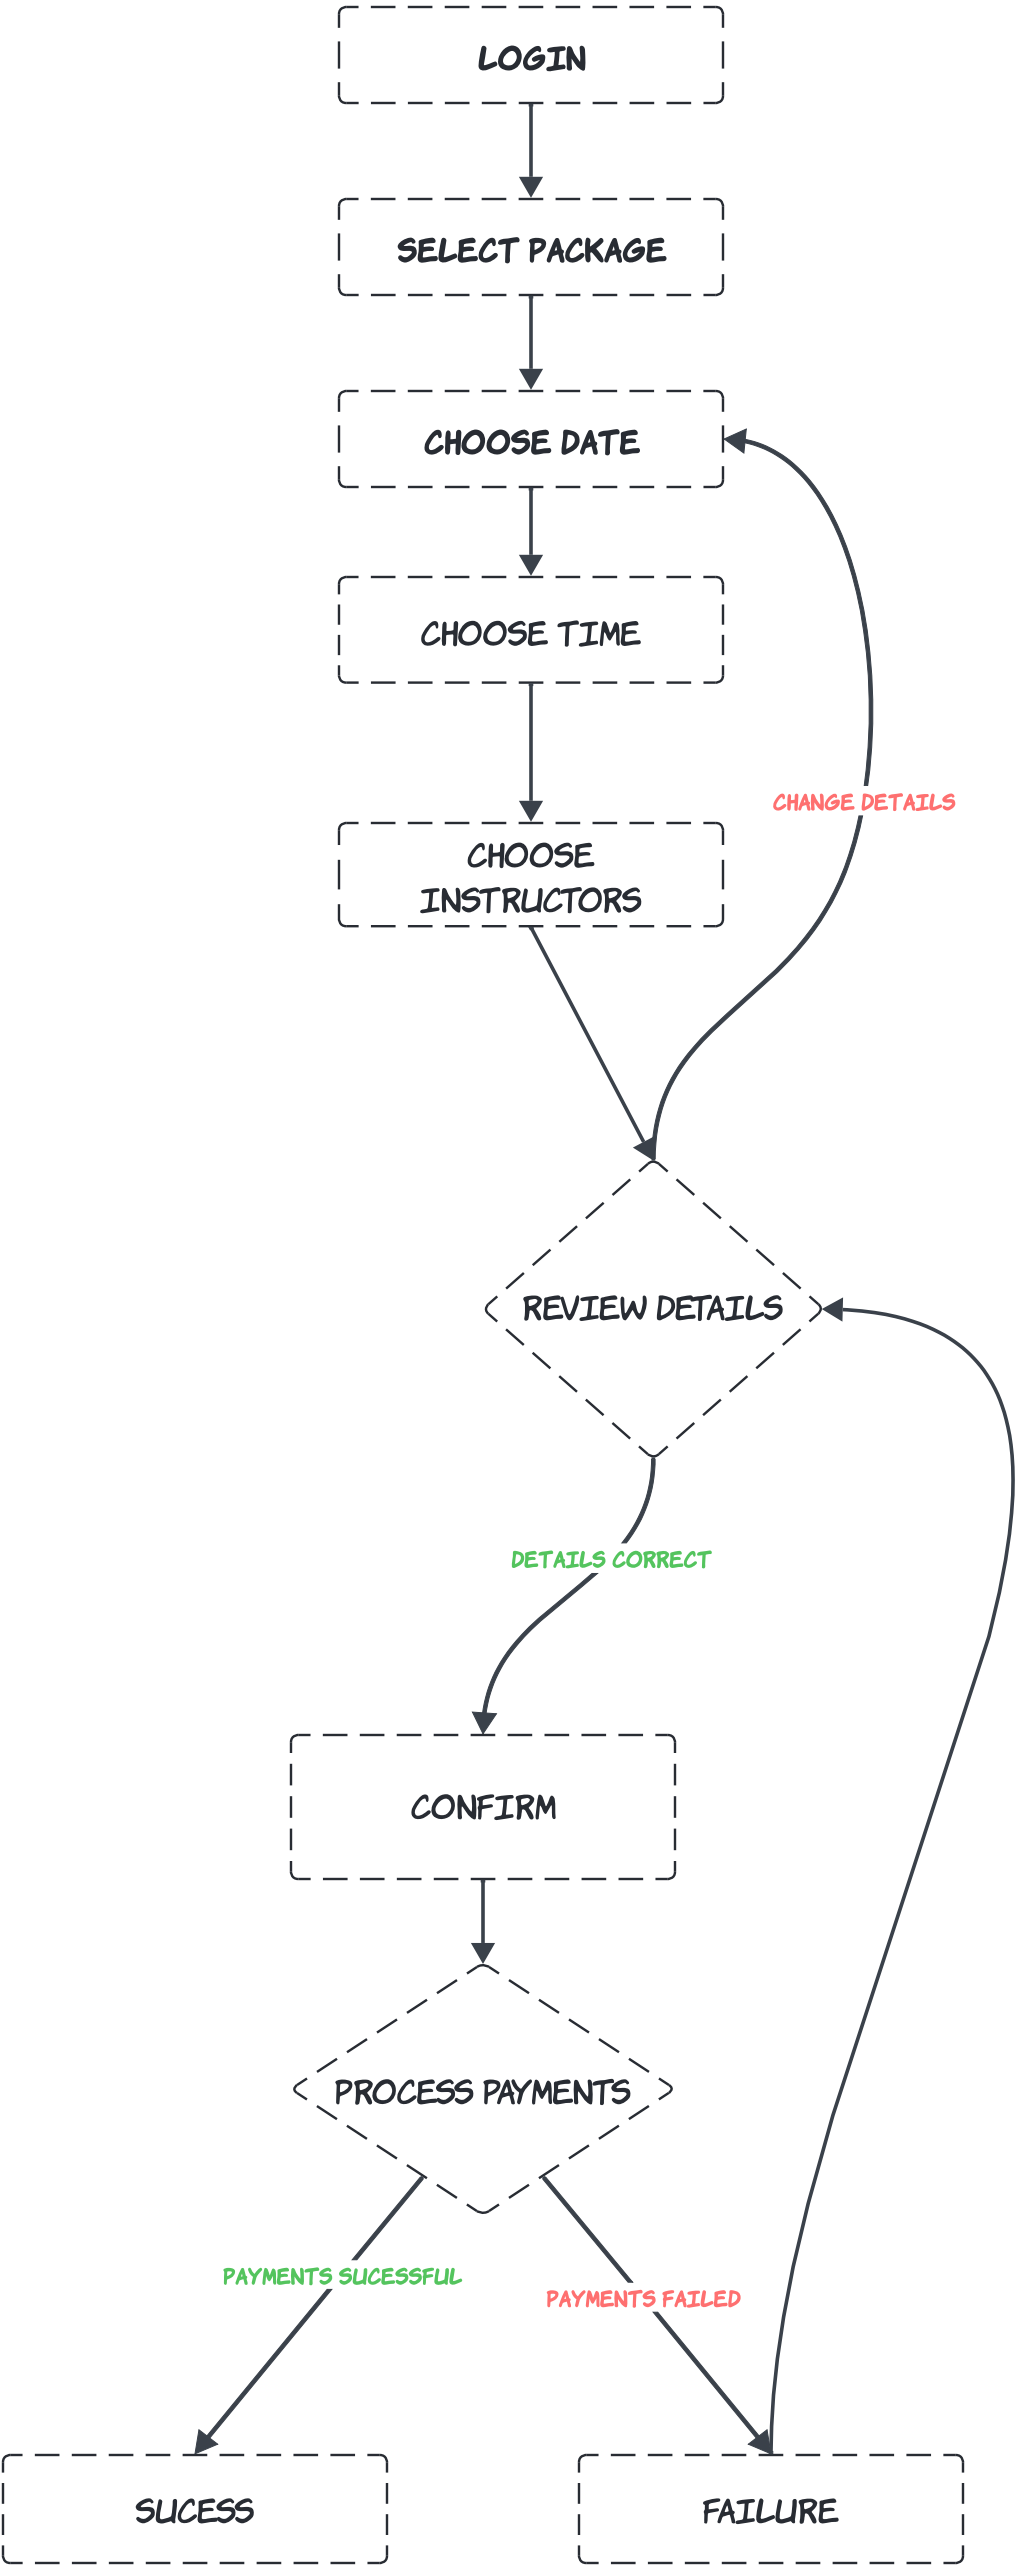 LOGIN
SELECT PACKAGE
CHOOSE DATE
CHOOSE TIME
CHANGE DETAILS
CHOOSE
INSTRUCTORS
REVIEW DETAILS
DETAILS CORRECT
CONFIRM
PROCESS PAYMENTS
PAYMENTS SUCESSFUL
PAYMENTS FAILED
SUCESS
FAILURE